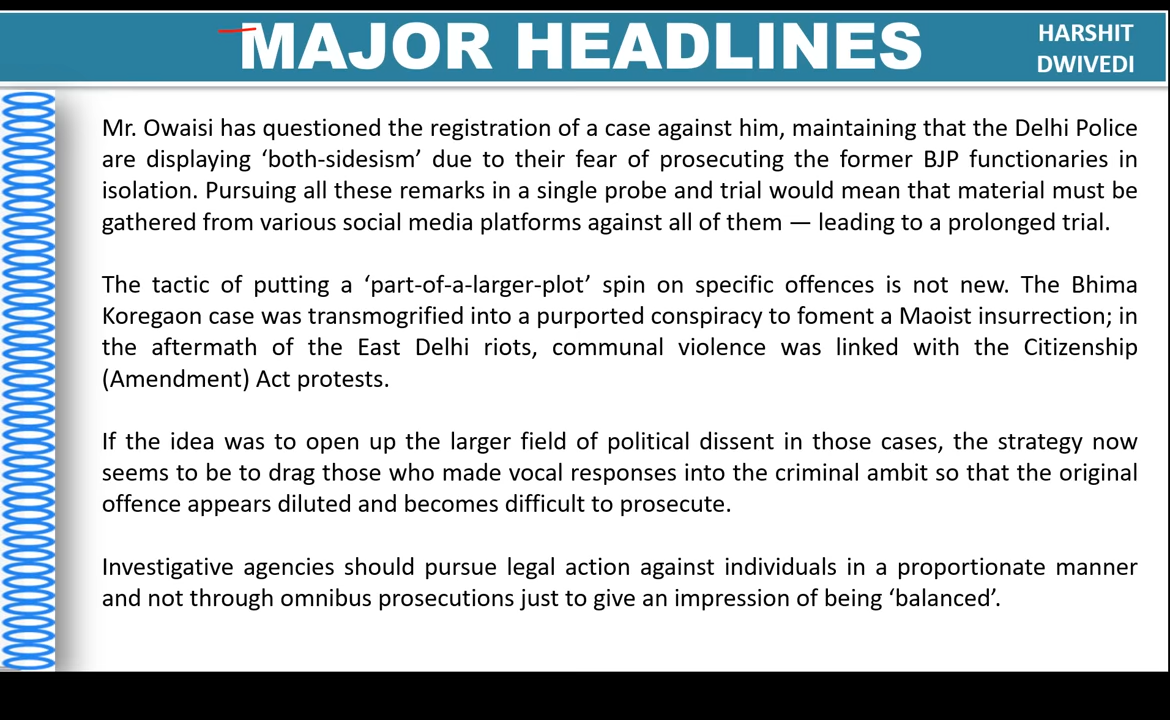 MAJOR HEADLINES
HARSHIT
DWIVEDI
Mr. Owaisi has questioned the registration of a case against him, maintaining that the Delhi Police
are displaying ‘both-sidesism’ due to their fear of prosecuting the former BJP functionaries in
isolation. Pursuing all these remarks in a single probe and trial would mean that material must be
gathered from various social media platforms against all of them — leading to a prolonged trial.
The tactic of putting a ‘part-of-a-larger-plot’ spin on specific offences is not new. The Bhima
Koregaon case was transmogrified into a purported conspiracy to foment a Maoist insurrection; in
the aftermath of the East Delhi riots, communal violence was linked with the Citizenship
(Amendment) Act protests.
If the idea was to open up the larger field of political dissent in those cases, the strategy now
seems to be to drag those who made vocal responses into the criminal ambit so that the original
offence appears diluted and becomes difficult to prosecute.
Investigative agencies should pursue legal action against individuals in a proportionate manner
and not through omnibus prosecutions just to give an impression of being ‘balanced’.